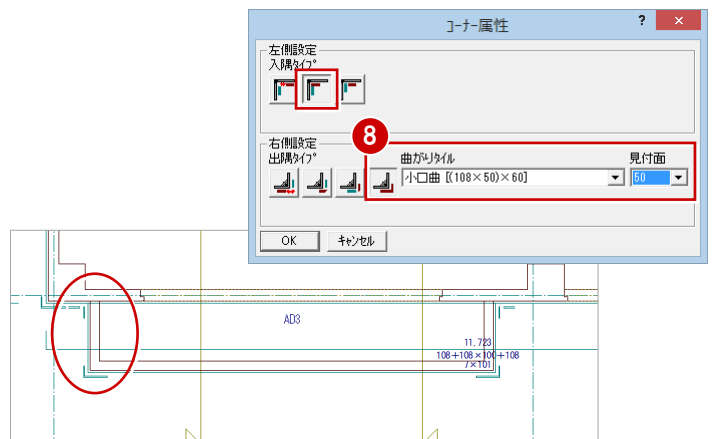 コーナー属性
?
×
左側設定
入隅タイプ
8
右側設定
出隅タイプ
曲がりタイル
見付面
小口曲 [(108×50)×60]
50
OK
キャンセル
AD3
11.723
108+108×100+108
7×101